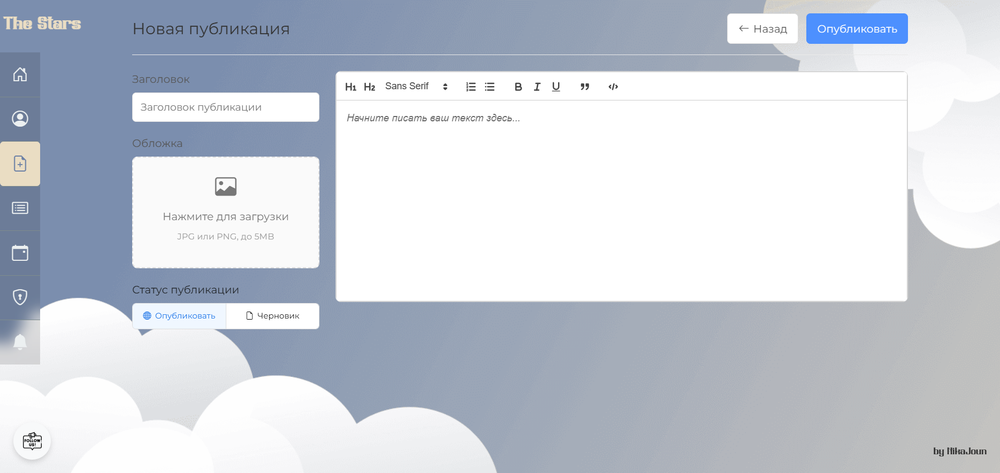 The Stars
Новая публикация
Назад
Опубликовать
Заголовок
Заголовок публикации
Обложка
Нажмите для загрузки
JPG или PNG, до 5MB
Статус публикации
Опубликовать
Черновик
H1 H2 Sans Serif B I U
Начните писать ваш текст здесь...
FOLLOW
US!
by NikaJoun